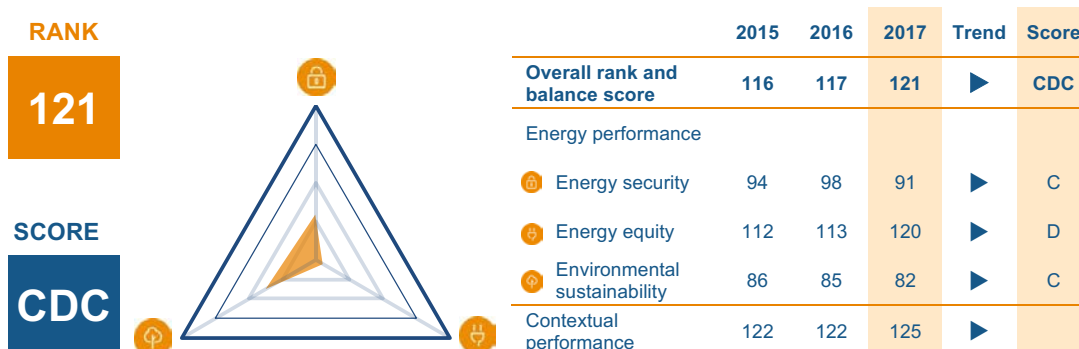 RANK
121
SCORE
CDC
2015 2016 2017 Trend Score
Overall rank and
balance score 116 117 121 CDC
Energy performance
Energy security 94 98 91 C
Energy equity 112 113 120 D
Environmental
sustainability 86 85 82 C
Contextual
performance 122 122 125